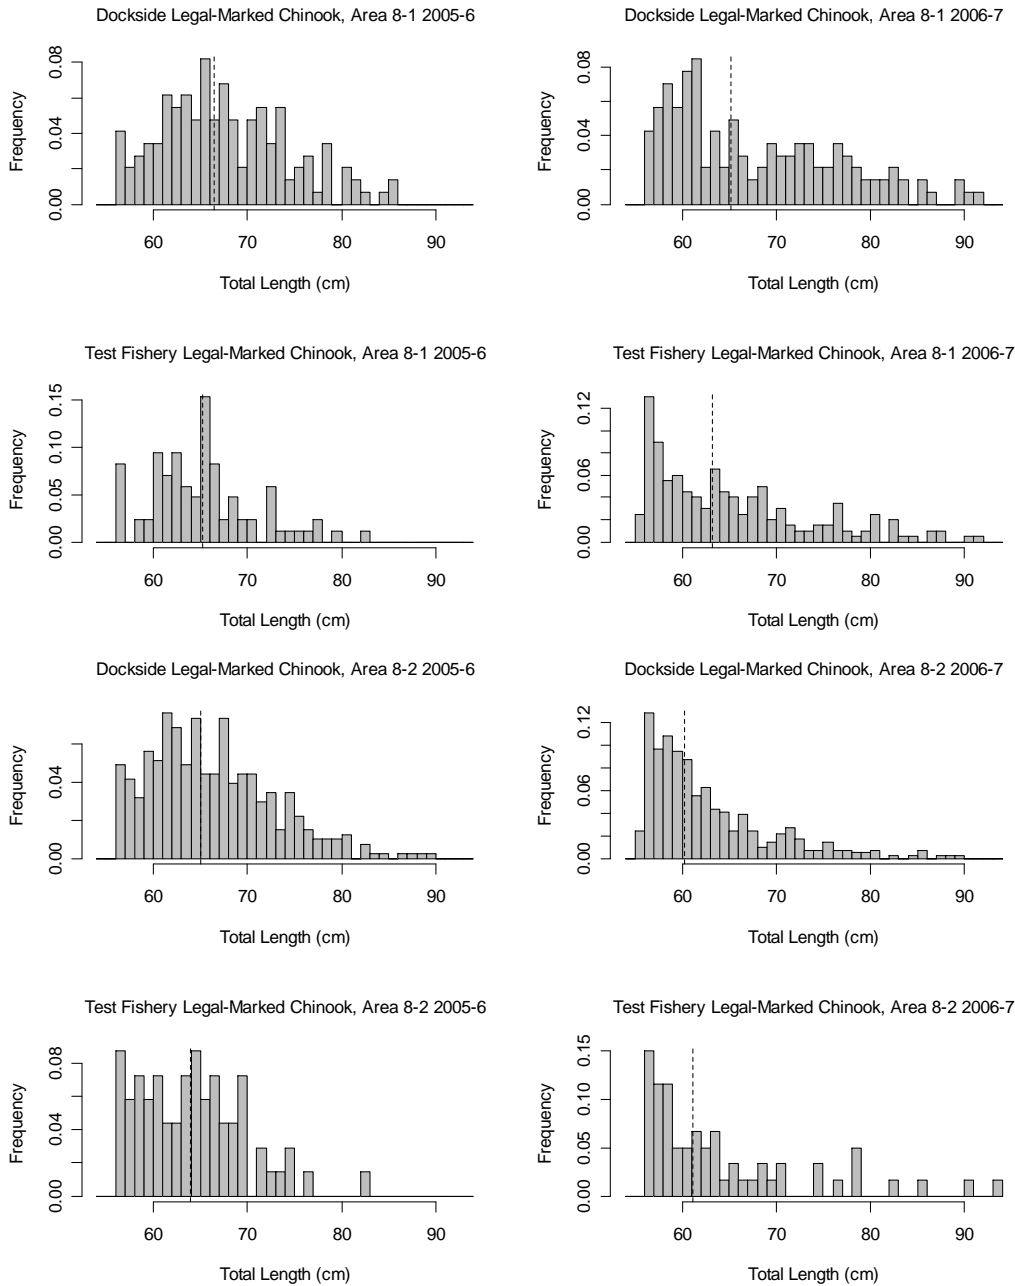 Dockside Legal-Marked Chinook, Area 8-1 2005-6
Frequency
0.00 0.04 0.08
60 70 80 90
Total Length (cm)
Dockside Legal-Marked Chinook, Area 8-1 2006-7
Frequency
0.00 0.04 0.08
60 70 80 90
Total Length (cm)
Test Fishery Legal-Marked Chinook, Area 8-1 2005-6
Frequency
0.00 0.05 0.10 0.15
60 70 80 90
Total Length (cm)
Test Fishery Legal-Marked Chinook, Area 8-1 2006-7
Frequency
0.00 0.06 0.12
60 70 80 90
Total Length (cm)
Dockside Legal-Marked Chinook, Area 8-2 2005-6
Frequency
0.00 0.04
60 70 80 90
Total Length (cm)
Dockside Legal-Marked Chinook, Area 8-2 2006-7
Frequency
0.00 0.06 0.12
60 70 80 90
Total Length (cm)
Test Fishery Legal-Marked Chinook, Area 8-2 2005-6
Frequency
0.00 0.04 0.08
60 70 80 90
Total Length (cm)
Test Fishery Legal-Marked Chinook, Area 8-2 2006-7
Frequency
0.00 0.05 0.10 0.15
60 70 80 90
Total Length (cm)